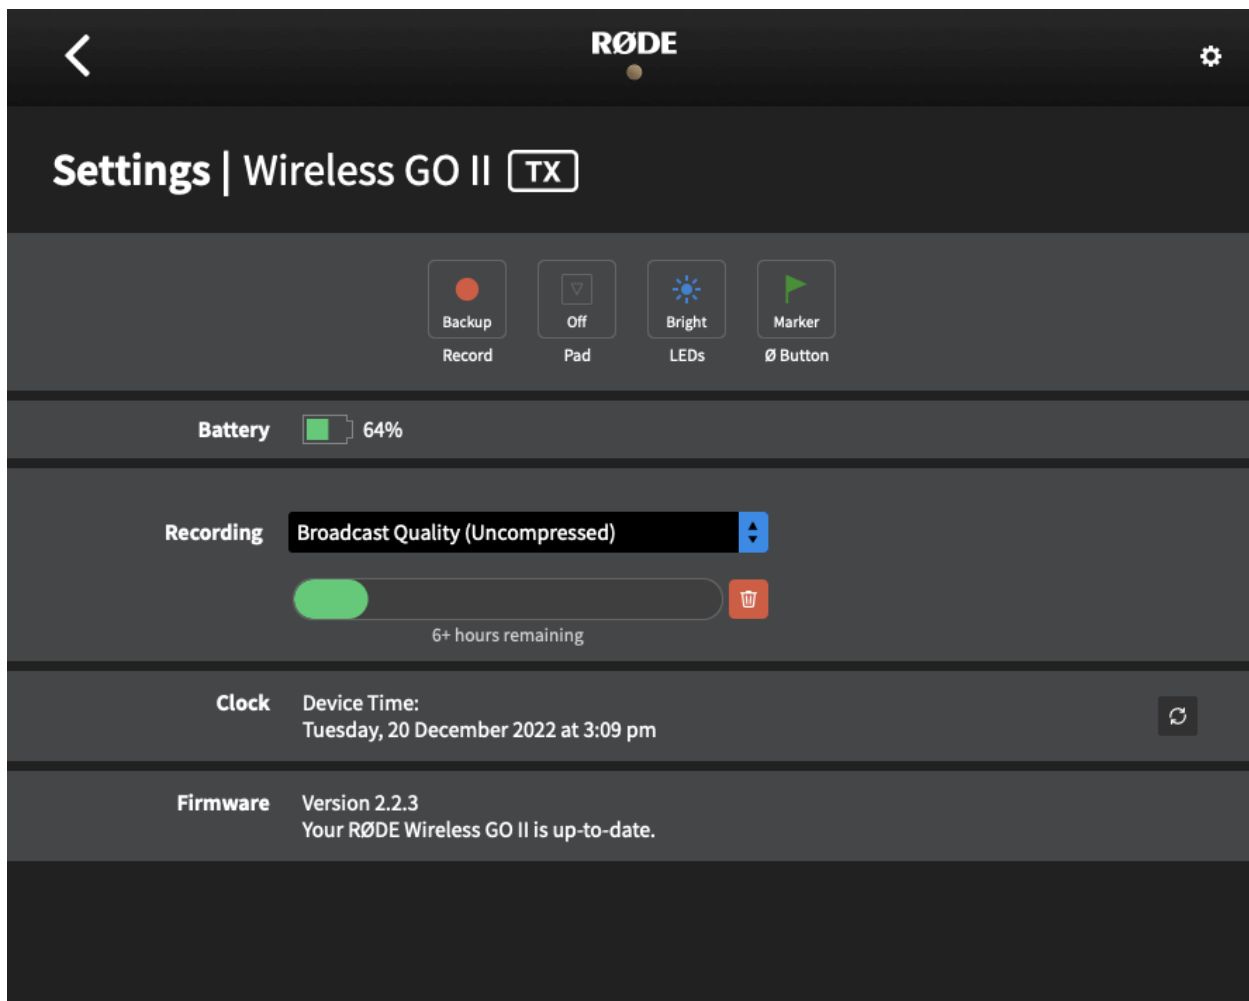 RØDE
Settings | Wireless GO II TX
Backup
Off
Bright
Marker
Record
Pad
LEDs
Ø Button
Battery
64%
Recording
Broadcast Quality (Uncompressed)
6+ hours remaining
Clock
Device Time:
Tuesday, 20 December 2022 at 3:09 pm
Firmware
Version 2.2.3
Your RØDE Wireless GO II is up-to-date.